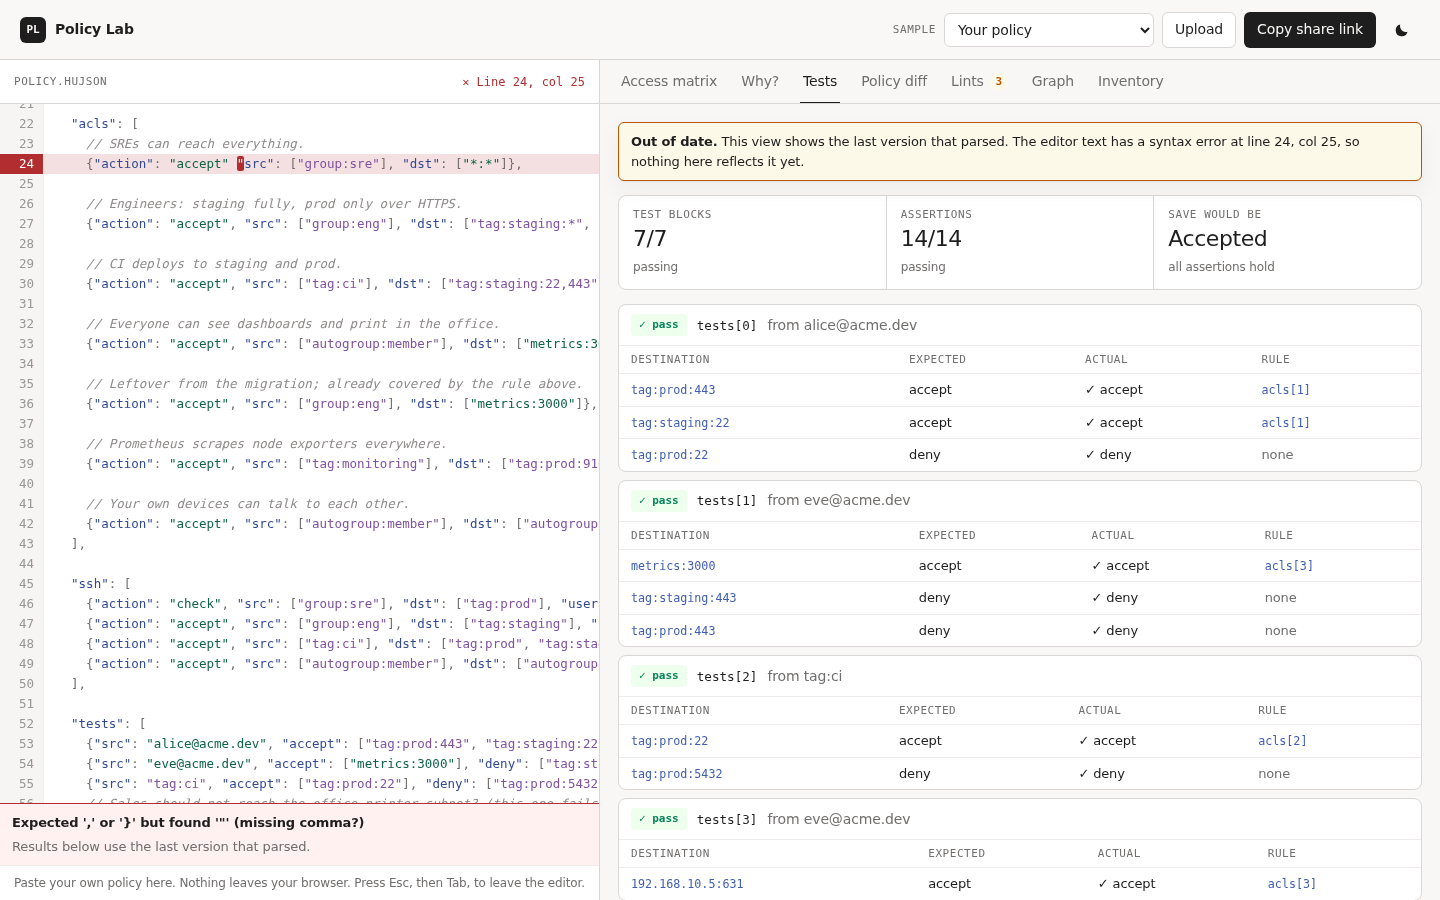 PL Policy Lab SAMPLE Your policy Upload Copy share link
POLICY.HUJSON × Line 24, col 25
21
22 "acls": [
23 // SREs can reach everything.
24 {"action": "accept" "src": ["group:sre"], "dst": ["*:*"]},
25
26 // Engineers: staging fully, prod only over HTTPS.
27 {"action": "accept", "src": ["group:eng"], "dst": ["tag:staging:*",
28
29 // CI deploys to staging and prod.
30 {"action": "accept", "src": ["tag:ci"], "dst": ["tag:staging:22,443"
31
32 // Everyone can see dashboards and print in the office.
33 {"action": "accept", "src": ["autogroup:member"], "dst": ["metrics:3
34
35 // Leftover from the migration; already covered by the rule above.
36 {"action": "accept", "src": ["group:eng"], "dst": ["metrics:3000"]},
37
38 // Prometheus scrapes node exporters everywhere.
39 {"action": "accept", "src": ["tag:monitoring"], "dst": ["tag:prod:91
40
41 // Your own devices can talk to each other.
42 {"action": "accept", "src": ["autogroup:member"], "dst": ["autogroup
43 ],
44
45 "ssh": [
46 {"action": "check", "src": ["group:sre"], "dst": ["tag:prod"], "user
47 {"action": "accept", "src": ["group:eng"], "dst": ["tag:staging"], "
48 {"action": "accept", "src": ["tag:ci"], "dst": ["tag:prod", "tag:sta
49 {"action": "accept", "src": ["autogroup:member"], "dst": ["autogroup
50 ],
51
52 "tests": [
53 {"src": "alice@acme.dev", "accept": ["tag:prod:443", "tag:staging:22
54 {"src": "eve@acme.dev", "accept": ["metrics:3000"], "deny": ["tag:st
55 {"src": "tag:ci", "accept": ["tag:prod:22"], "deny": ["tag:prod:5432
56 // Sales should not reach the office printer subnet? (this one fails
Expected ',' or '}' but found '"' (missing comma?)
Results below use the last version that parsed.
Paste your own policy here. Nothing leaves your browser. Press Esc, then Tab, to leave the editor.
Access matrix Why? Tests Policy diff Lints 3 Graph Inventory
Out of date. This view shows the last version that parsed. The editor text has a syntax error at line 24, col 25, so
nothing here reflects it yet.
TEST BLOCKS ASSERTIONS SAVE WOULD BE
7/7 14/14 Accepted
passing passing all assertions hold
✓ pass tests[0] from alice@acme.dev
DESTINATION EXPECTED ACTUAL RULE
tag:prod:443 accept ✓ accept acls[1]
tag:staging:22 accept ✓ accept acls[1]
tag:prod:22 deny ✓ deny none
✓ pass tests[1] from eve@acme.dev
DESTINATION EXPECTED ACTUAL RULE
metrics:3000 accept ✓ accept acls[3]
tag:staging:443 deny ✓ deny none
tag:prod:443 deny ✓ deny none
✓ pass tests[2] from tag:ci
DESTINATION EXPECTED ACTUAL RULE
tag:prod:22 accept ✓ accept acls[2]
tag:prod:5432 deny ✓ deny none
✓ pass tests[3] from eve@acme.dev
DESTINATION EXPECTED ACTUAL RULE
192.168.10.5:631 accept ✓ accept acls[3]